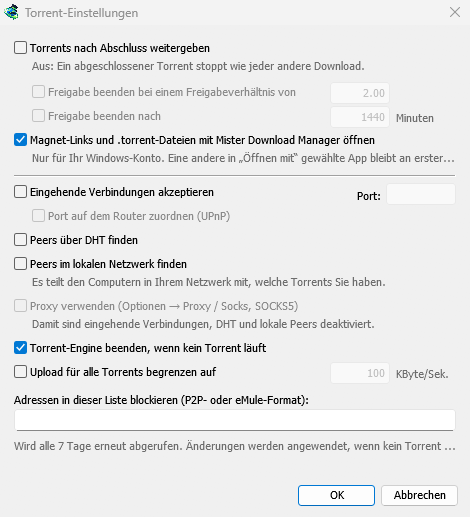 Torrent-Einstellungen
Torrents nach Abschluss weitergeben
Aus: Ein abgeschlossener Torrent stoppt wie jeder andere Download.
Freigabe beenden bei einem Freigabeverhältnis von 2.00
Freigabe beenden nach 1440 Minuten
Magnet-Links und .torrent-Dateien mit Mister Download Manager öffnen
Nur für Ihr Windows-Konto. Eine andere in „Öffnen mit“ gewählte App bleibt an erster...
Eingehende Verbindungen akzeptieren Port:
Port auf dem Router zuordnen (UPnP)
Peers über DHT finden
Peers im lokalen Netzwerk finden
Es teilt den Computern in Ihrem Netzwerk mit, welche Torrents Sie haben.
Proxy verwenden (Optionen → Proxy / Socks, SOCKS5)
Damit sind eingehende Verbindungen, DHT und lokale Peers deaktiviert.
Torrent-Engine beenden, wenn kein Torrent läuft
Upload für alle Torrents begrenzen auf 100 KByte/Sek.
Adressen in dieser Liste blockieren (P2P- oder eMule-Format):
Wird alle 7 Tage erneut abgerufen. Änderungen werden angewendet, wenn kein Torrent ...
OK Abbrechen